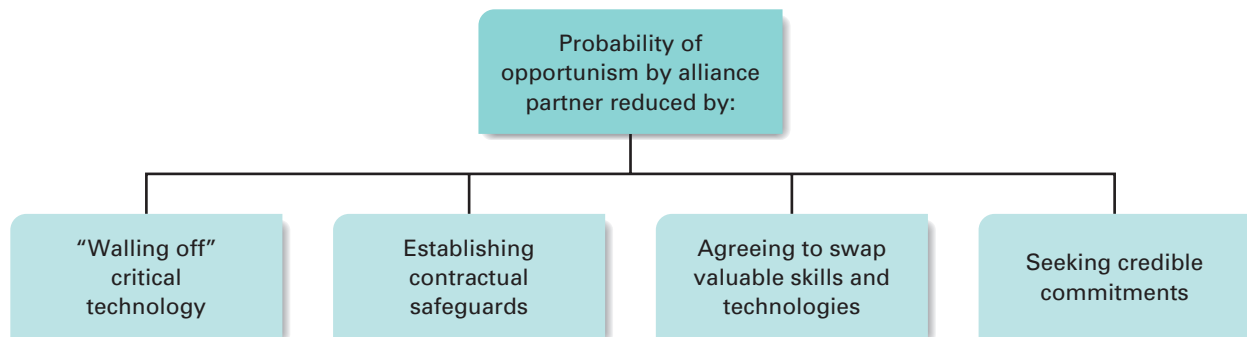 Probability of
opportunism by alliance
partner reduced by:
“Walling off”
critical
technology
Establishing
contractual
safeguards
Agreeing to swap
valuable skills and
technologies
Seeking credible
commitments